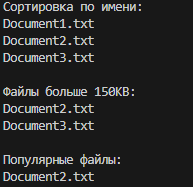 Сортировка по имени:
Document1.txt
Document2.txt
Document3.txt

Файлы больше 150KB:
Document2.txt
Document3.txt

Популярные файлы:
Document2.txt